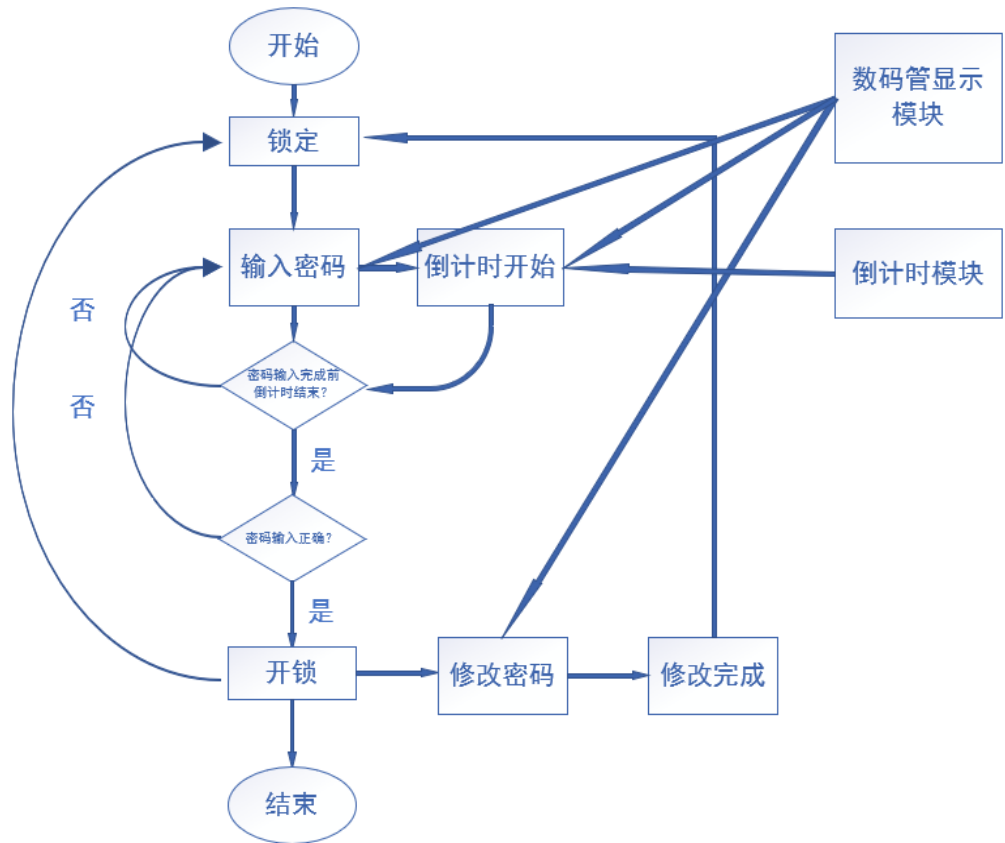 开始
数码管显示
模块
锁定
输入密码
倒计时开始
倒计时模块
否
密码输入完成前
倒计时结束?
否
是
密码输入正确?
是
开锁
修改密码
修改完成
结束